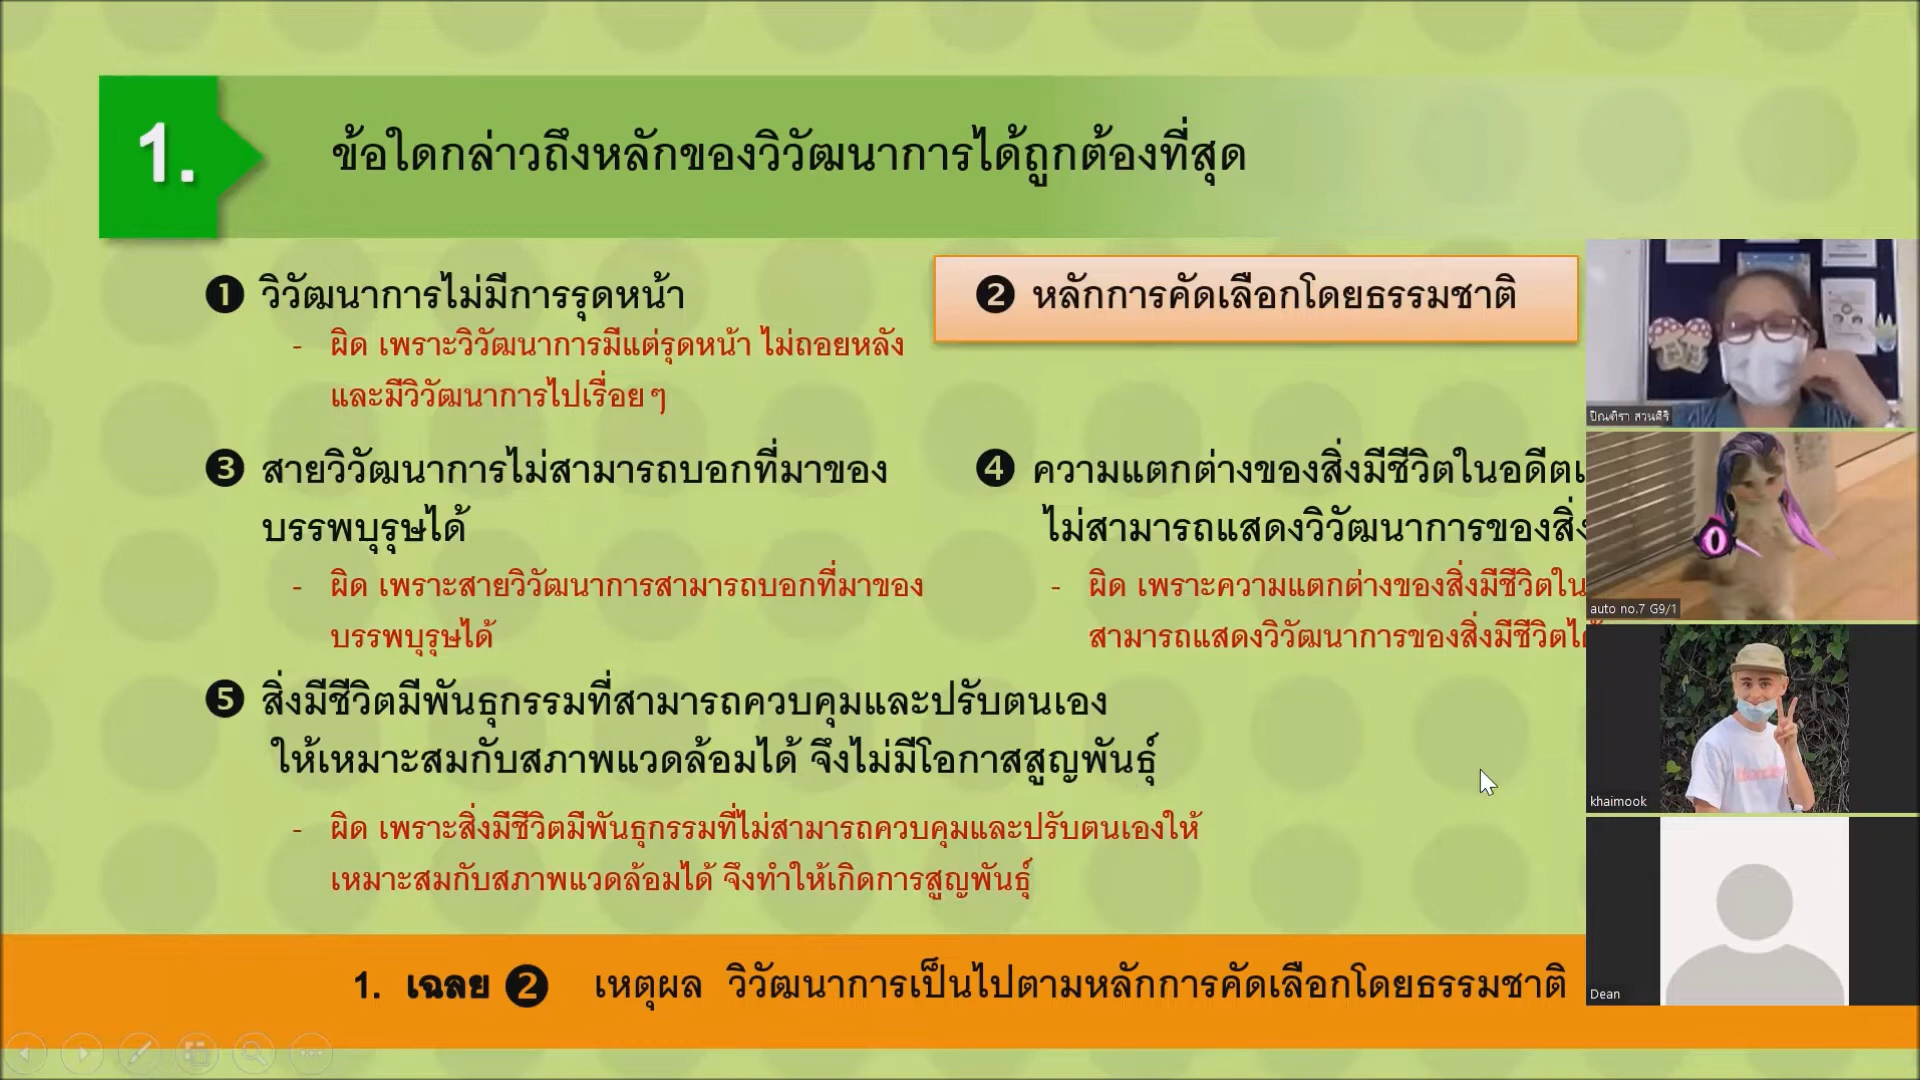 1.
ข้อใดกล่าวถึงหลักของวิวัฒนาการได้ถูกต้องที่สุด
❶ วิวัฒนาการไม่มีการรุดหน้า
- ผิด เพราะวิวัฒนาการมีแต่รุดหน้า ไม่ถอยหลัง
และมีวิวัฒนาการไปเรื่อย ๆ
❷ หลักการคัดเลือกโดยธรรมชาติ
❸ สายวิวัฒนาการไม่สามารถบอกที่มาของ
บรรพบุรุษได้
- ผิด เพราะสายวิวัฒนาการสามารถบอกที่มาของ
บรรพบุรุษได้
❹ ความแตกต่างของสิ่งมีชีวิตในอดีต
ไม่สามารถแสดงวิวัฒนาการของสิ่ง
- ผิด เพราะความแตกต่างของสิ่งมีชีวิตใน
สามารถแสดงวิวัฒนาการของสิ่งมีชีวิตได้
❺ สิ่งมีชีวิตมีพันธุกรรมที่สามารถควบคุมและปรับตนเอง
ให้เหมาะสมกับสภาพแวดล้อมได้ จึงไม่มีโอกาสสูญพันธุ์
- ผิด เพราะสิ่งมีชีวิตมีพันธุกรรมที่ไม่สามารถควบคุมและปรับตนเองให้
เหมาะสมกับสภาพแวดล้อมได้ จึงทำให้เกิดการสูญพันธุ์
1. เฉลย ❷ เหตุผล วิวัฒนาการเป็นไปตามหลักการคัดเลือกโดยธรรมชาติ
ปิณฑิรา สวนศิริ
auto no.7 G9/1
khaimook
Dean